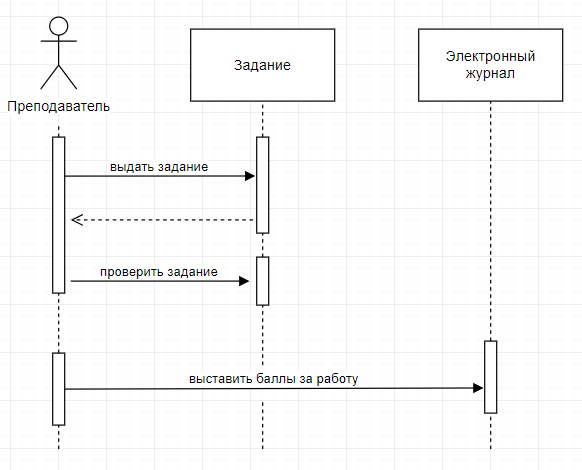 Преподаватель
Задание
Электронный
журнал
выдать задание
проверить задание
выставить баллы за работу